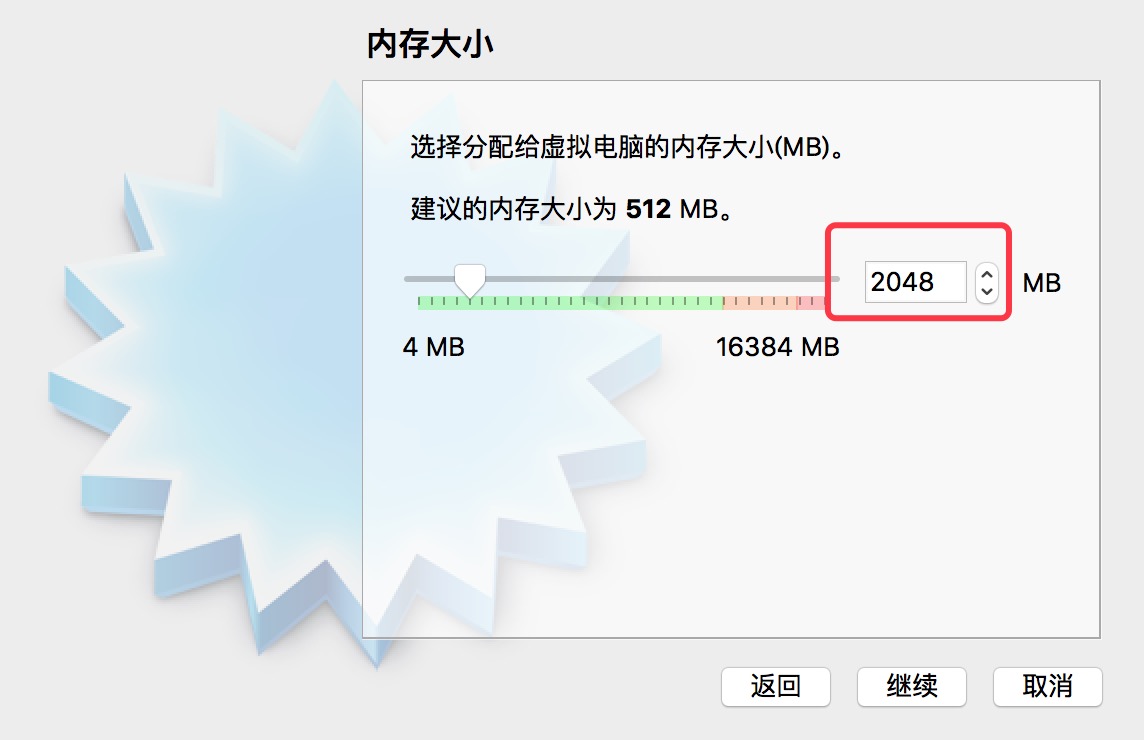 内存大小
选择分配给虚拟电脑的内存大小(MB)。
建议的内存大小为 512 MB。
2048 MB
4 MB 16384 MB
返回 继续 取消